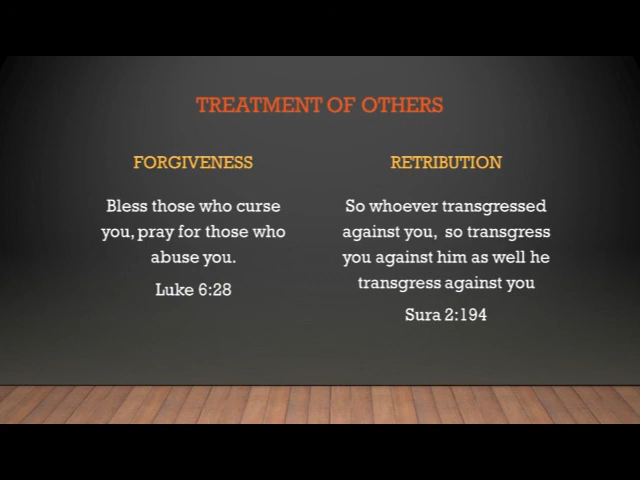 TREATMENT OF OTHERS
FORGIVENESS
Bless those who curse
you, pray for those who
abuse you.
Luke 6:28
RETRIBUTION
So whoever transgressed
against you, so transgress
you against him as well he
transgress against you
Sura 2:194